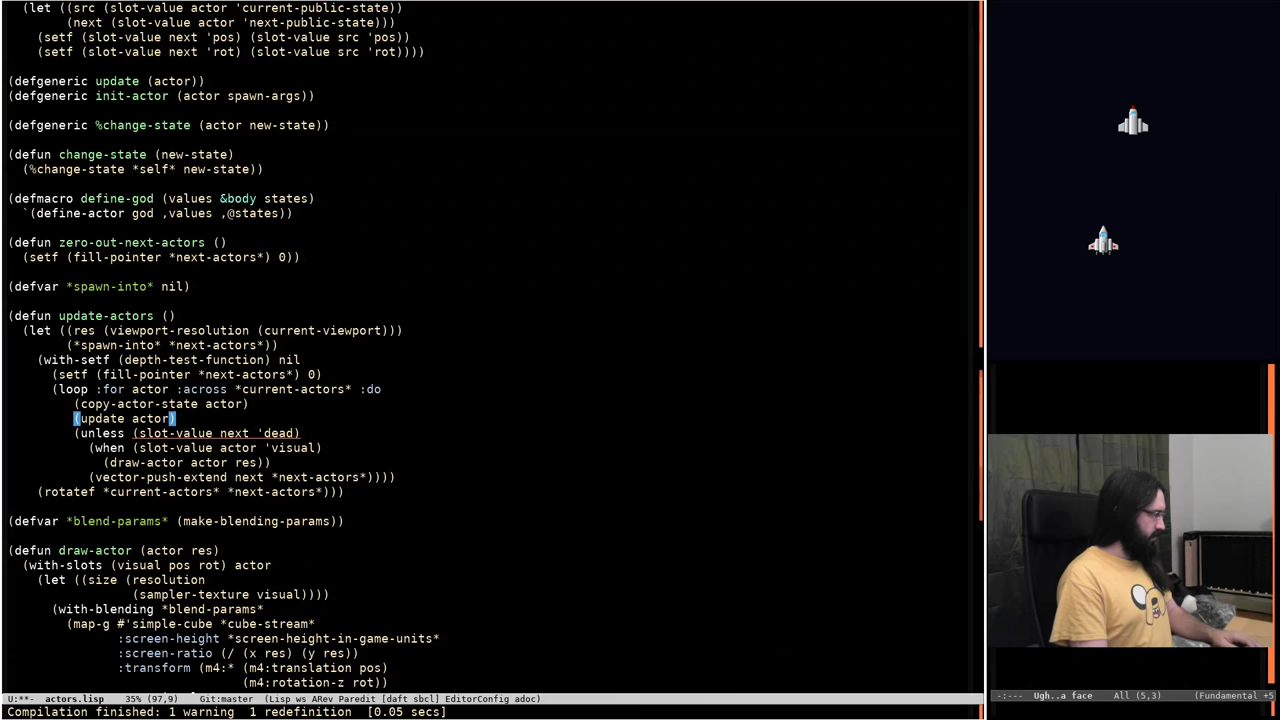 (let ((src (slot-value actor 'current-public-state))
(next (slot-value actor 'next-public-state)))
(setf (slot-value next 'pos) (slot-value src 'pos))
(setf (slot-value next 'rot) (slot-value src 'rot))))
(defgeneric update (actor))
(defgeneric init-actor (actor spawn-args))
(defgeneric %change-state (actor new-state))
(defun change-state (new-state)
(%change-state *self* new-state))
(defmacro define-god (values &body states)
`(define-actor god ,values ,@states))
(defun zero-out-next-actors ()
(setf (fill-pointer *next-actors*) 0))
(defvar *spawn-into* nil)
(defun update-actors ()
(let ((res (viewport-resolution (current-viewport)))
(*spawn-into* *next-actors*))
(with-setf (depth-test-function) nil
(setf (fill-pointer *next-actors*) 0)
(loop :for actor :across *current-actors* :do
(copy-actor-state actor)
(update actor)
(unless (slot-value next 'dead)
(when (slot-value actor 'visual)
(draw-actor actor res))
(vector-push-extend next *next-actors*))))
(rotatef *current-actors* *next-actors*)))
(defvar *blend-params* (make-blending-params))
(defun draw-actor (actor res)
(with-slots (visual pos rot) actor
(let ((size (resolution
(sampler-texture visual))))
(with-blending *blend-params*
(map-g #'simple-cube *cube-stream*
:screen-height *screen-height-in-game-units*
:screen-ratio (/ (x res) (y res))
:transform (m4:* (m4:translation pos)
(m4:rotation-z rot))
U:**-  actors.lisp    35% (97,9)    Git:master  (Lisp ws ARev Paredit [daft sbcl] EditorConfig adoc)
Compilation finished: 1 warning  1 redefinition  [0.05 secs]
-:---  Ugh..a face    All (5,3)    (Fundamental +5